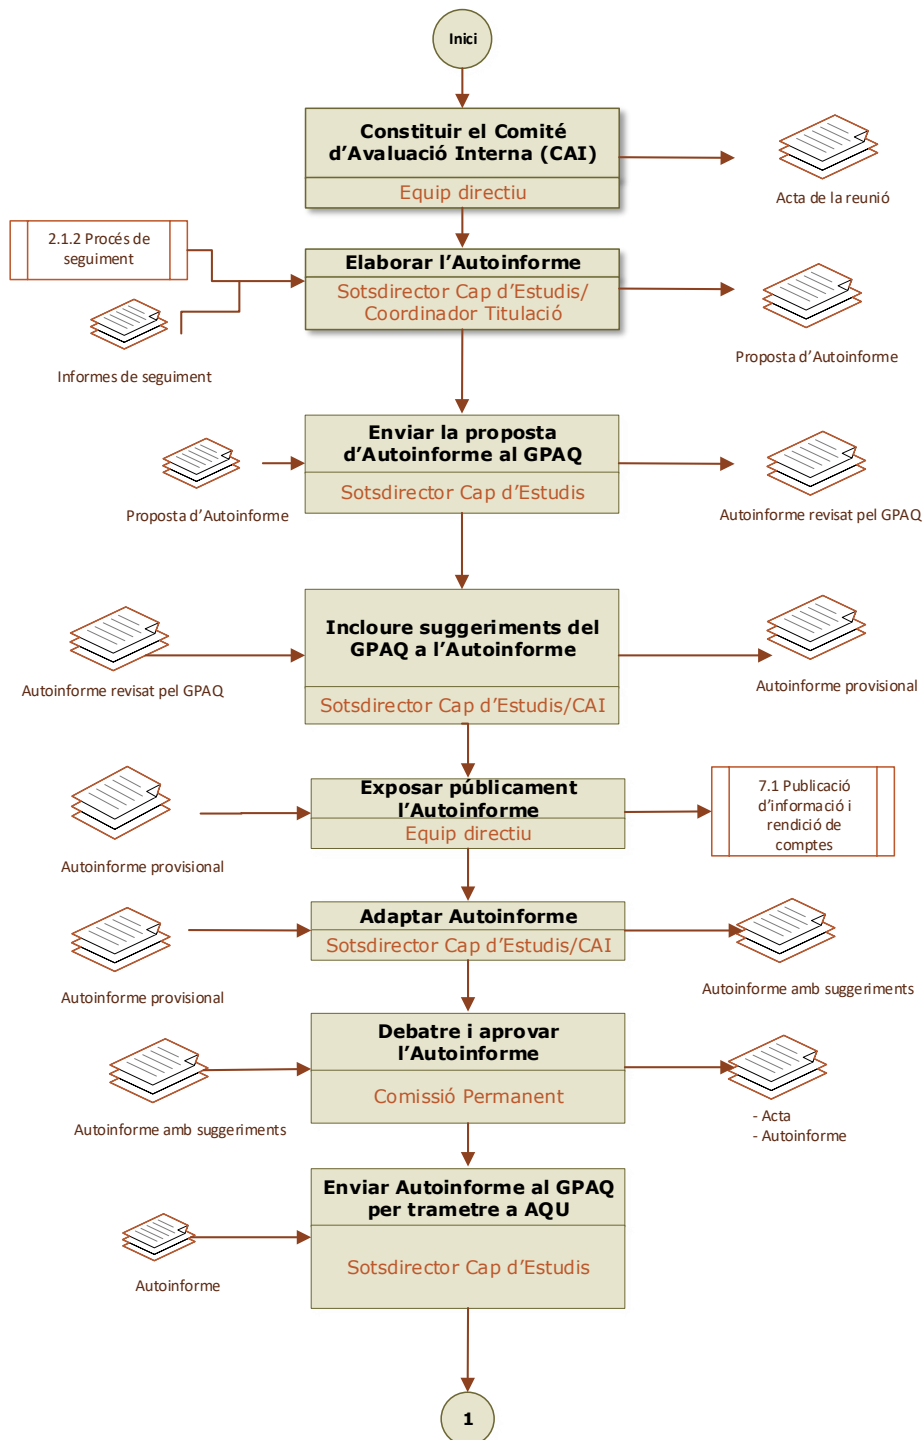 Inici
Constituir el Comité
d'Avaluació Interna (CAI)
Equip directiu
Acta de la reunió
2.1.2 Procés de
seguiment
Informes de seguiment
Elaborar l'Autoinforme
Sotsdirector Cap d'Estudis/
Coordinador Titulació
Proposta d'Autoinforme
Proposta d'Autoinforme
Enviar la proposta
d'Autoinforme al GPAQ
Sotsdirector Cap d'Estudis
Autoinforme revisat pel GPAQ
Autoinforme revisat pel GPAQ
Incloure suggeriments del
GPAQ a l'Autoinforme
Sotsdirector Cap d'Estudis/CAI
Autoinforme provisional
Autoinforme provisional
Exposar públicament
l'Autoinforme
Equip directiu
7.1 Publicació
d'informació i
rendició de
comptes
Autoinforme provisional
Adaptar Autoinforme
Sotsdirector Cap d'Estudis/CAI
Autoinforme amb suggeriments
Autoinforme amb suggeriments
Debatre i aprovar
l'Autoinforme
Comissió Permanent
- Acta
- Autoinforme
Autoinforme
Enviar Autoinforme al GPAQ
per trametre a AQU
Sotsdirector Cap d'Estudis
1